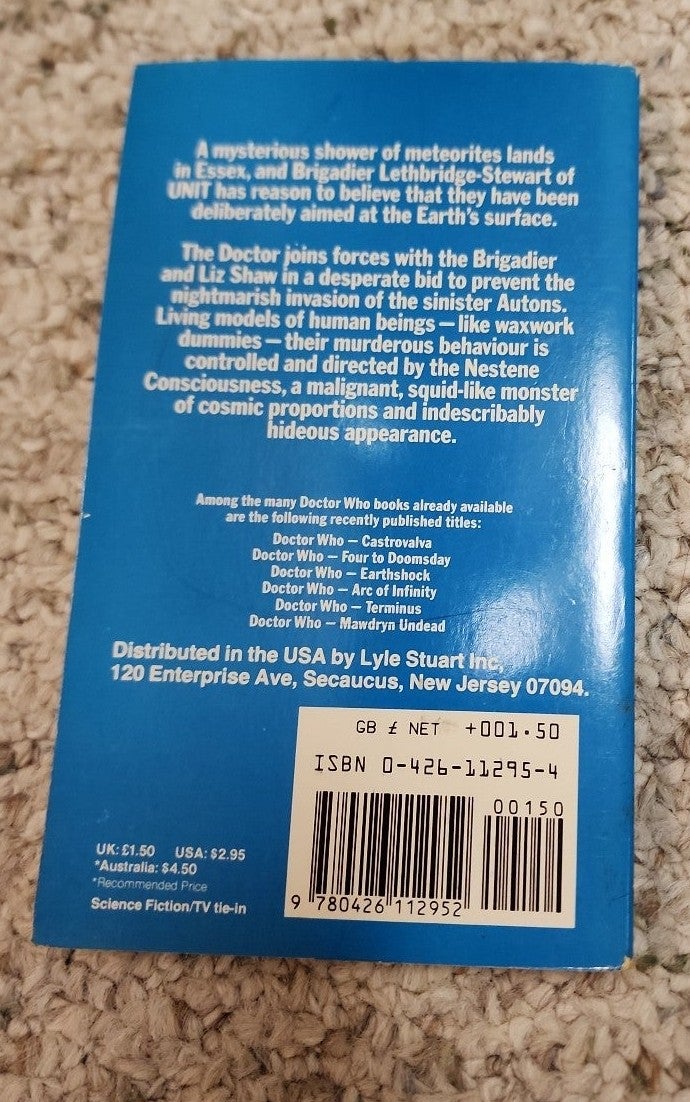 A mysterious shower of meteorites lands
in Essex, and Brigadier Lethbridge-Stewart of
UNIT has reason to believe that they have been
deliberately aimed at the Earth's surface.
The Doctor joins forces with the Brigadier
and Liz Shaw in a desperate bid to prevent the
nightmarish invasion of the sinister Autons.
Living models of human beings — like waxwork
dummies — their murderous behaviour is
controlled and directed by the Nestene
Consciousness, a malignant, squid-like monster
of cosmic proportions and indescribably
hideous appearance.
Among the many Doctor Who books already available
are the following recently published titles:
Doctor Who — Castrovalva
Doctor Who — Four to Doomsday
Doctor Who — Earthshock
Doctor Who — Arc of Infinity
Doctor Who — Terminus
Doctor Who — Mawdryn Undead
Distributed in the USA by Lyle Stuart Inc,
120 Enterprise Ave, Secaucus, New Jersey 07094.
GB £ NET +001.50
ISBN 0-426-11295-4
00150
9 780426 112952
UK: £1.50 USA: $2.95
*Australia: $4.50
*Recommended Price
Science Fiction/TV tie-in